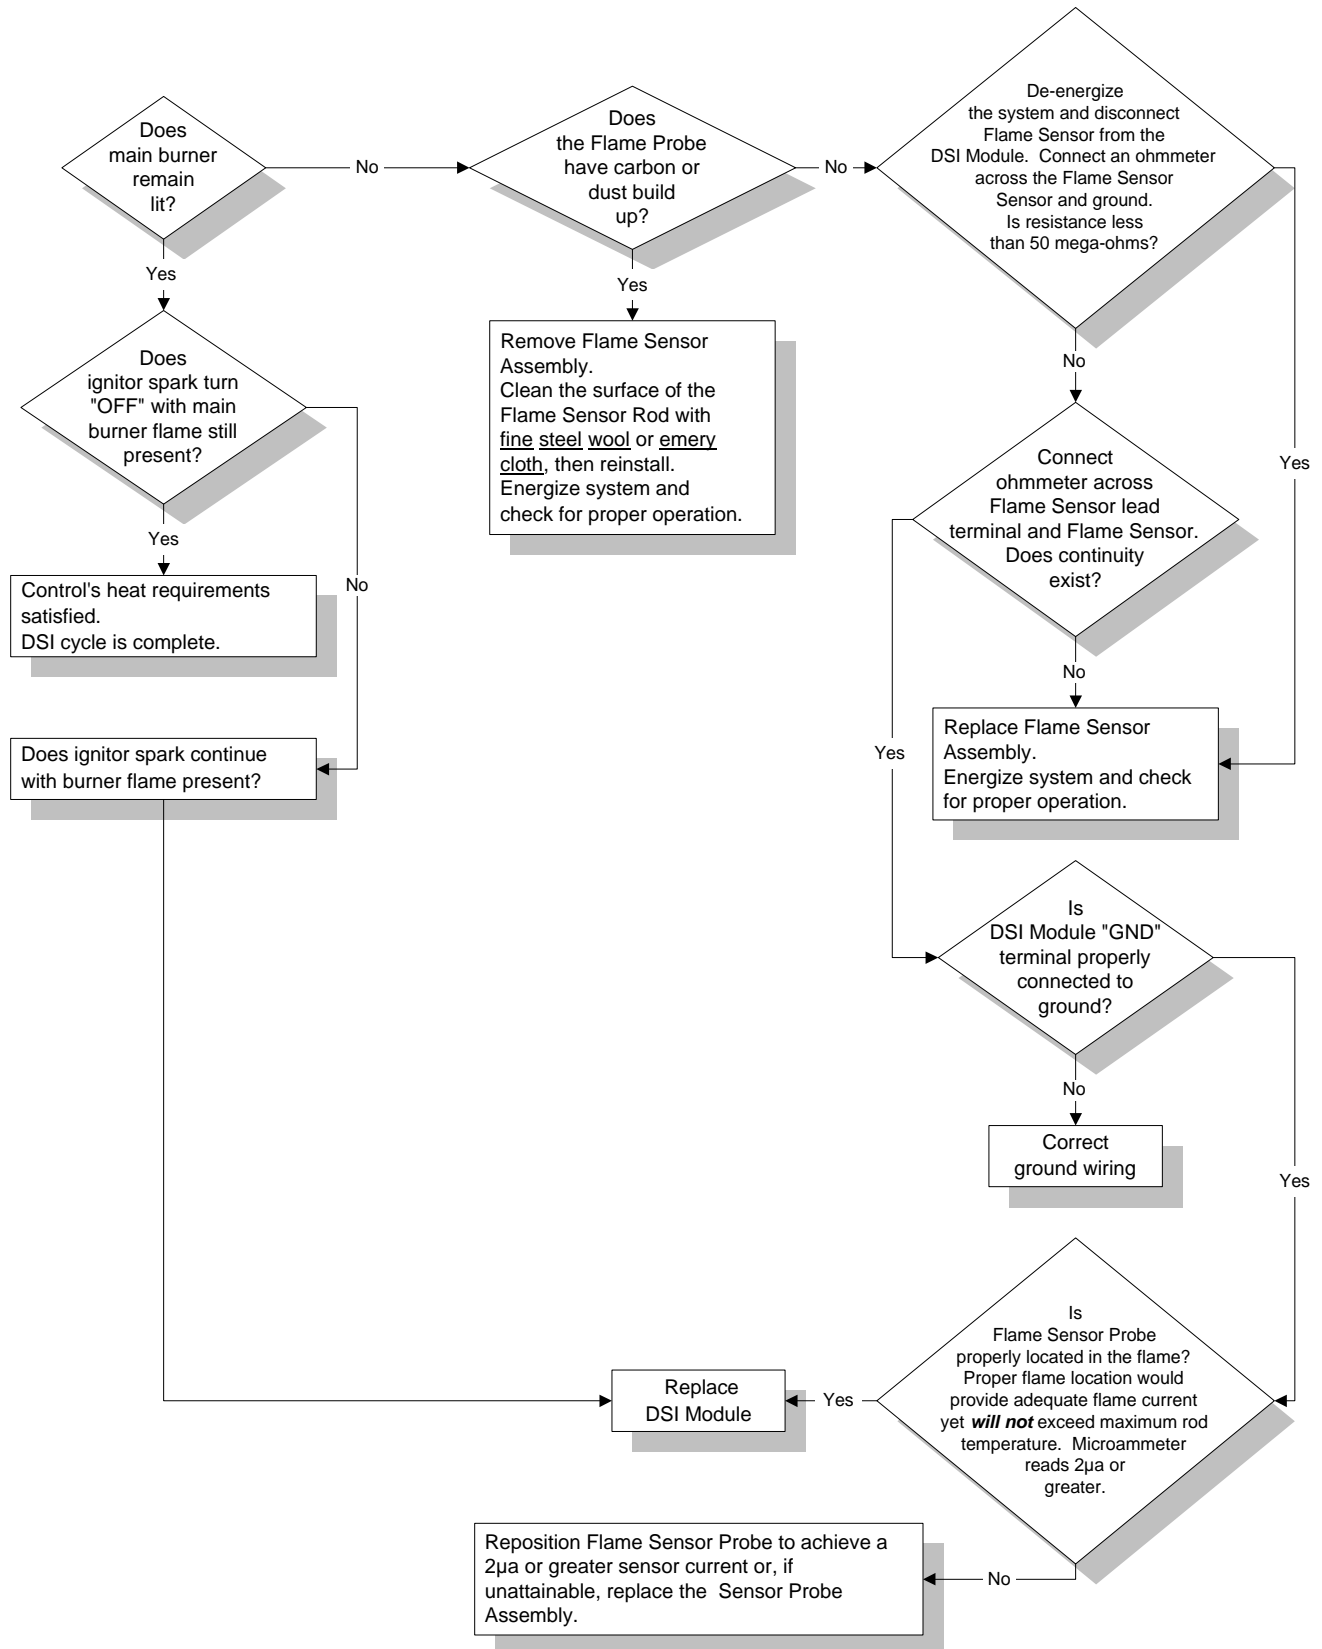 Does
main burner
remain
lit?
No
Does
the Flame Probe
have carbon or
dust build
up?
No
De-energize
the system and disconnect
Flame Sensor from the
DSI Module. Connect an ohmmeter
across the Flame Sensor
Sensor and ground.
Is resistance less
than 50 mega-ohms?
Yes
Does
ignitor spark turn
"OFF" with main
burner flame still
present?
Yes
Remove Flame Sensor
Assembly.
Clean the surface of the
Flame Sensor Rod with
fine steel wool or emery
cloth, then reinstall.
Energize system and
check for proper operation.
No
Connect
ohmmeter across
Flame Sensor lead
terminal and Flame Sensor.
Does continuity
exist?
Yes
Yes
Control's heat requirements
satisfied.
DSI cycle is complete.
No
No
Replace Flame Sensor
Assembly.
Energize system and check
for proper operation.
Yes
Does ignitor spark continue
with burner flame present?
Is
DSI Module "GND"
terminal properly
connected to
ground?
No
Correct
ground wiring
Yes
Is
Flame Sensor Probe
properly located in the flame?
Proper flame location would
provide adequate flame current
yet will not exceed maximum rod
temperature. Microammeter
reads 2µa or
greater.
Yes
Replace
DSI Module
No
Reposition Flame Sensor Probe to achieve a
2µa or greater sensor current or, if
unattainable, replace the Sensor Probe
Assembly.